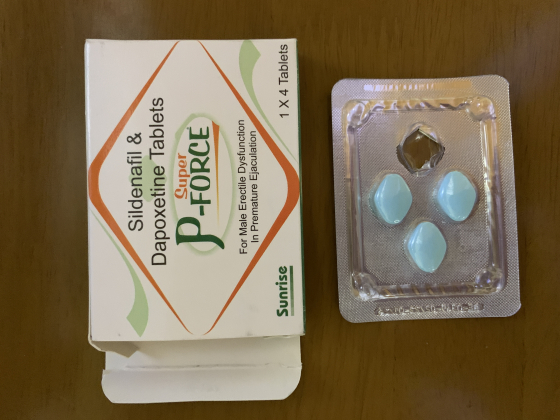 Sildenafil &
Dapoxetine Tablets
Super
P-FORCE
For Male Erectile Dysfunction
In Premature Ejaculation
1 X 4 Tablets
Sunrise